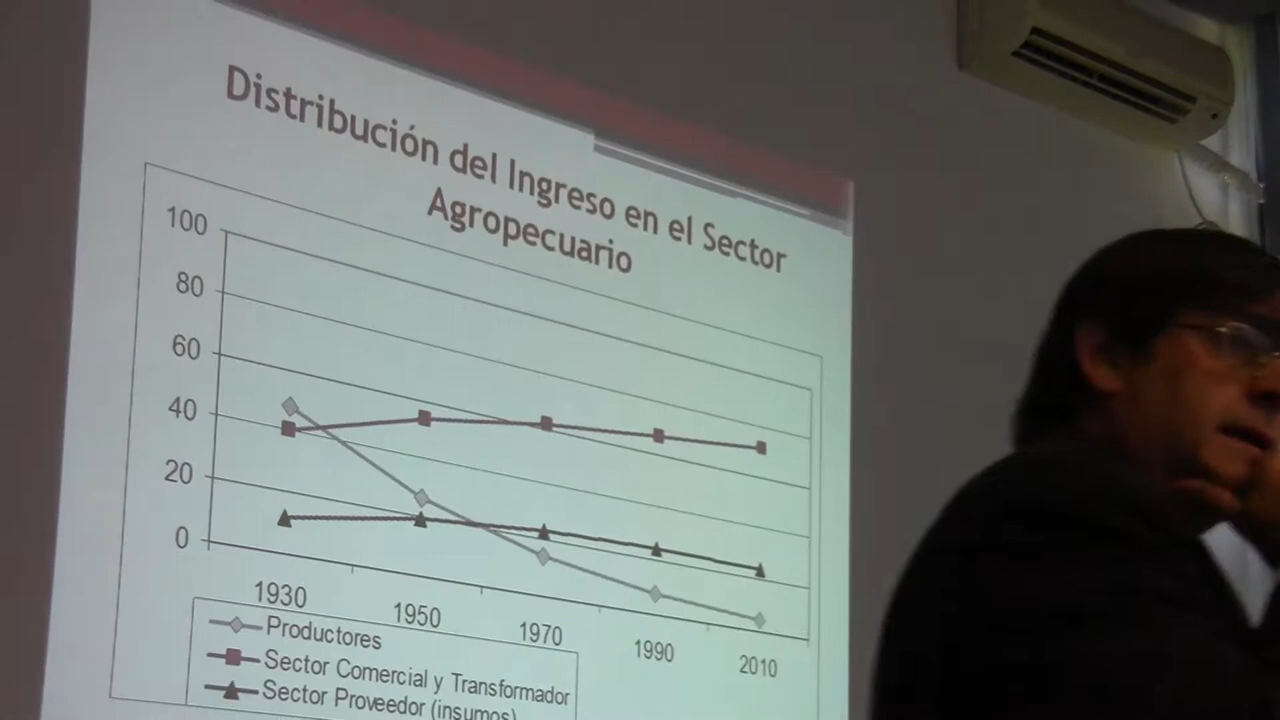 Distribución del Ingreso en el Sector
Agropecuario
100
80
60
40
20
0
1930
1950
1970
1990
2010
Productores
Sector Comercial y Transformador
Sector Proveedor (insumos)